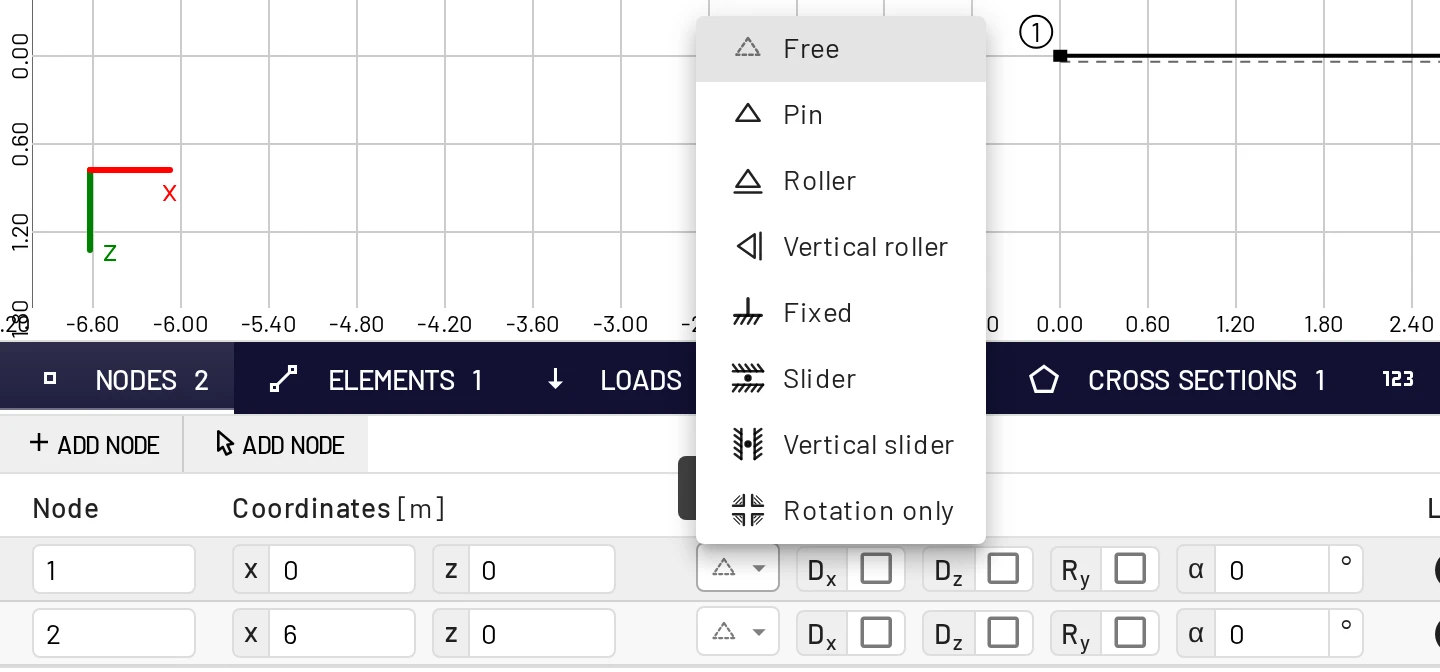 0.00
0.60
1.20
1.80
x
z
1
Free
Pin
Roller
Vertical roller
Fixed
Slider
Vertical slider
Rotation only
-6.60 -6.00 -5.40 -4.80 -4.20 -3.60 -3.00 0.00 0.60 1.20 1.80 2.40
NODES 2 ELEMENTS 1 LOADS CROSS SECTIONS 1 123
+ ADD NODE ADD NODE
Node Coordinates [m] L
1 x 0 z 0 Dx Dz Ry α 0 °
2 x 6 z 0 Dx Dz Ry α 0 °